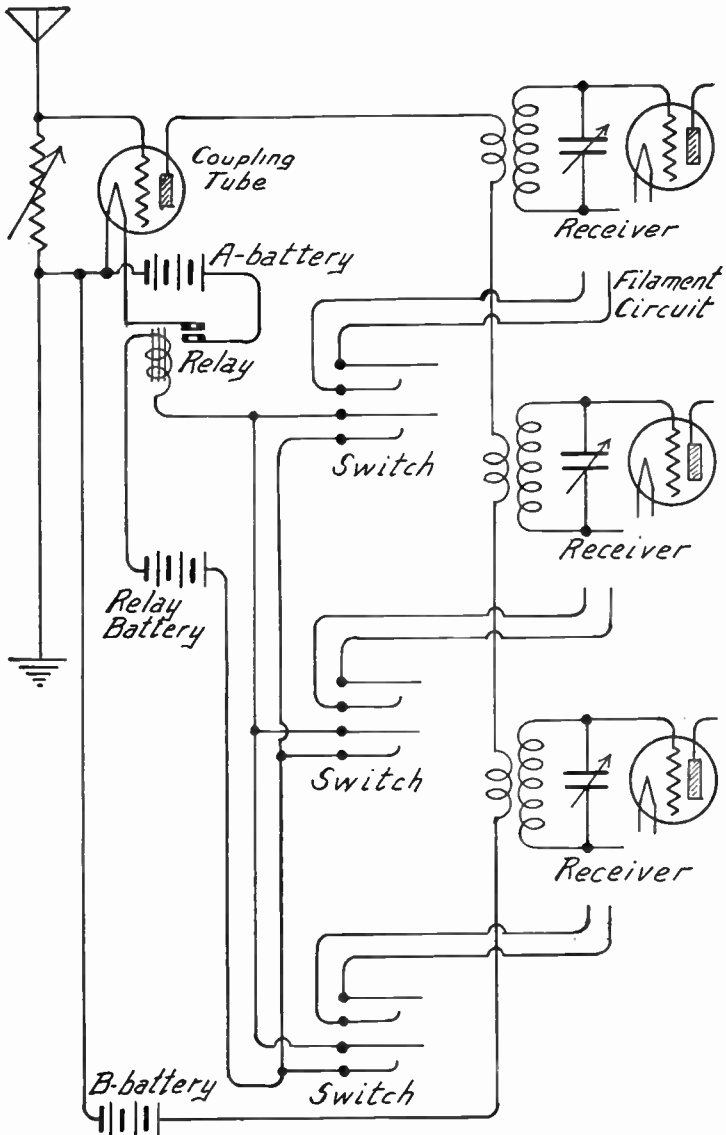 Coupling
Tube
A-battery
Relay
Receiver
Filament
Circuit
Switch
Receiver
Relay
Battery
Switch
Receiver
B-battery
Switch